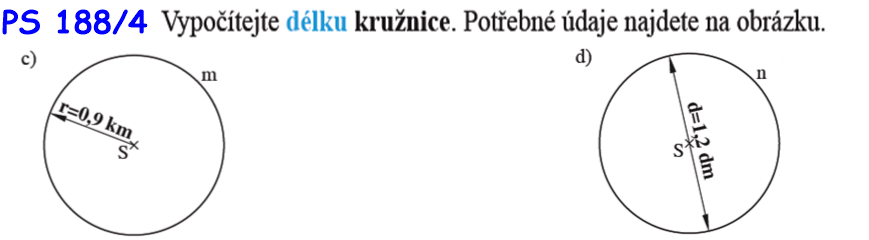 PS 188/4 Vypočítejte délku kružnice. Potřebné údaje najdete na obrázku.
c)
m
r=0,9 km
S
d)
n
d=1,2 dm
S